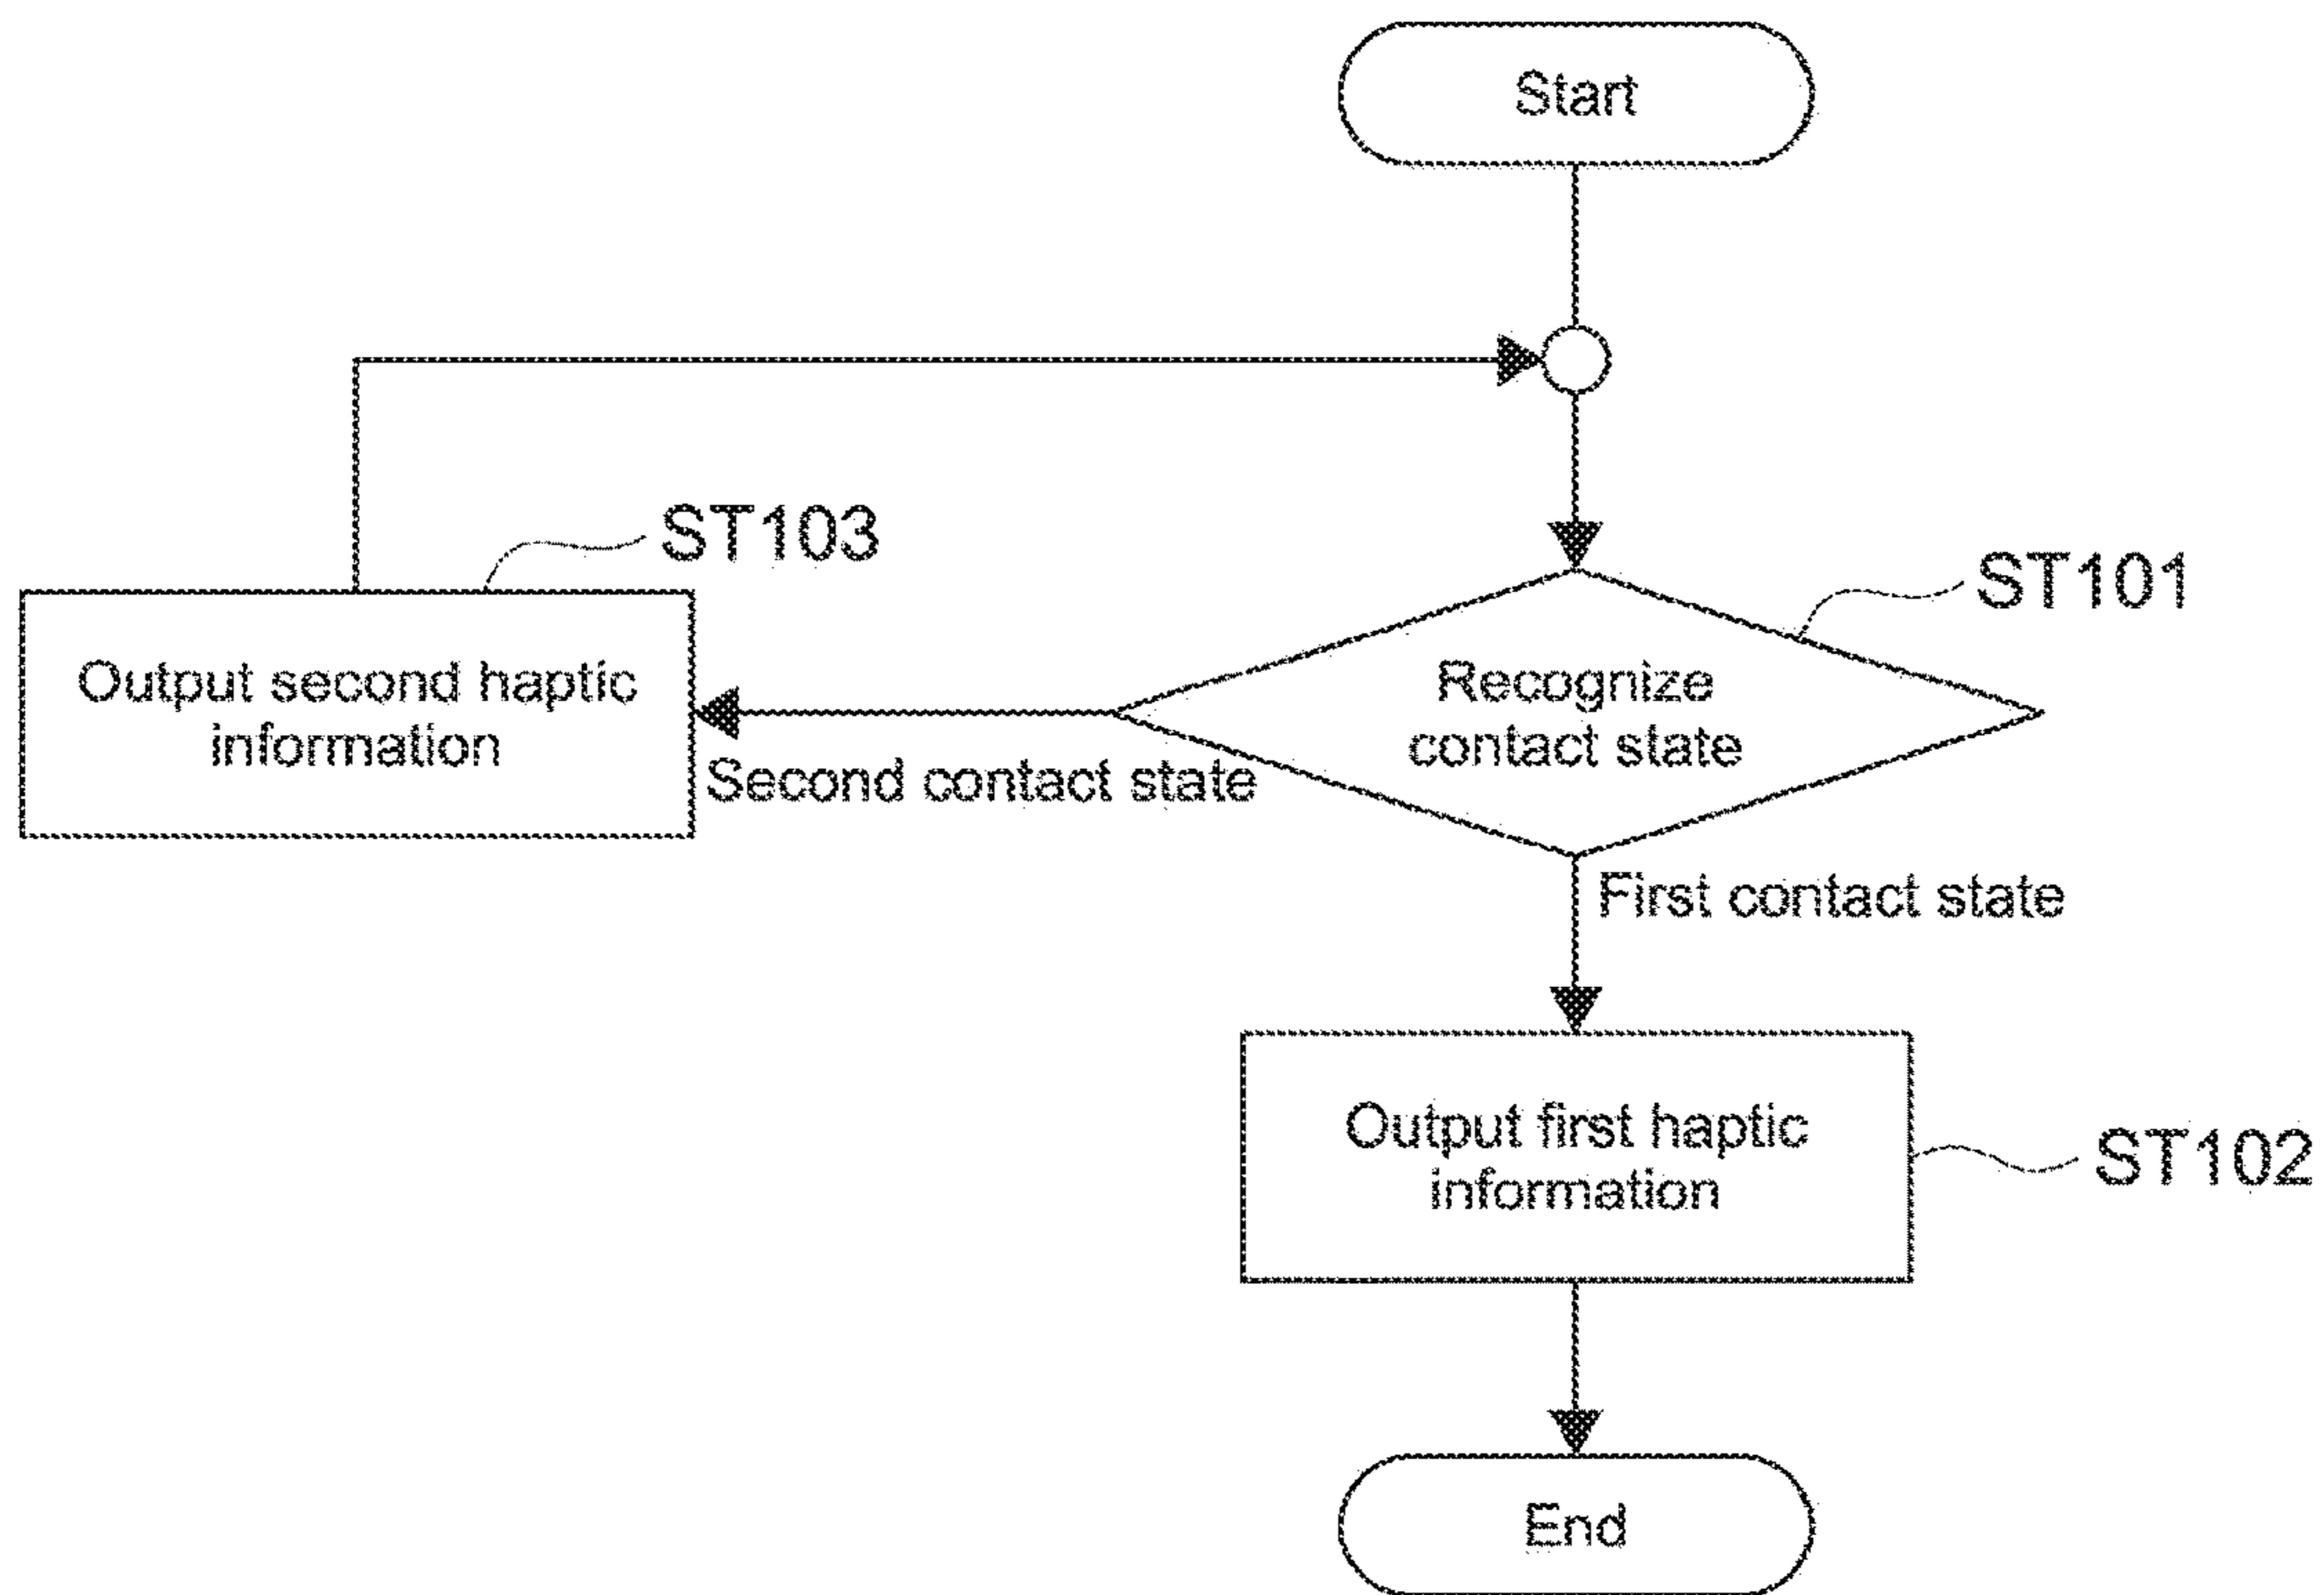 Start
ST103
ST101
Output second haptic
information
Recognize
contact state
Second contact state
First contact state
Output first haptic
information
ST102
End